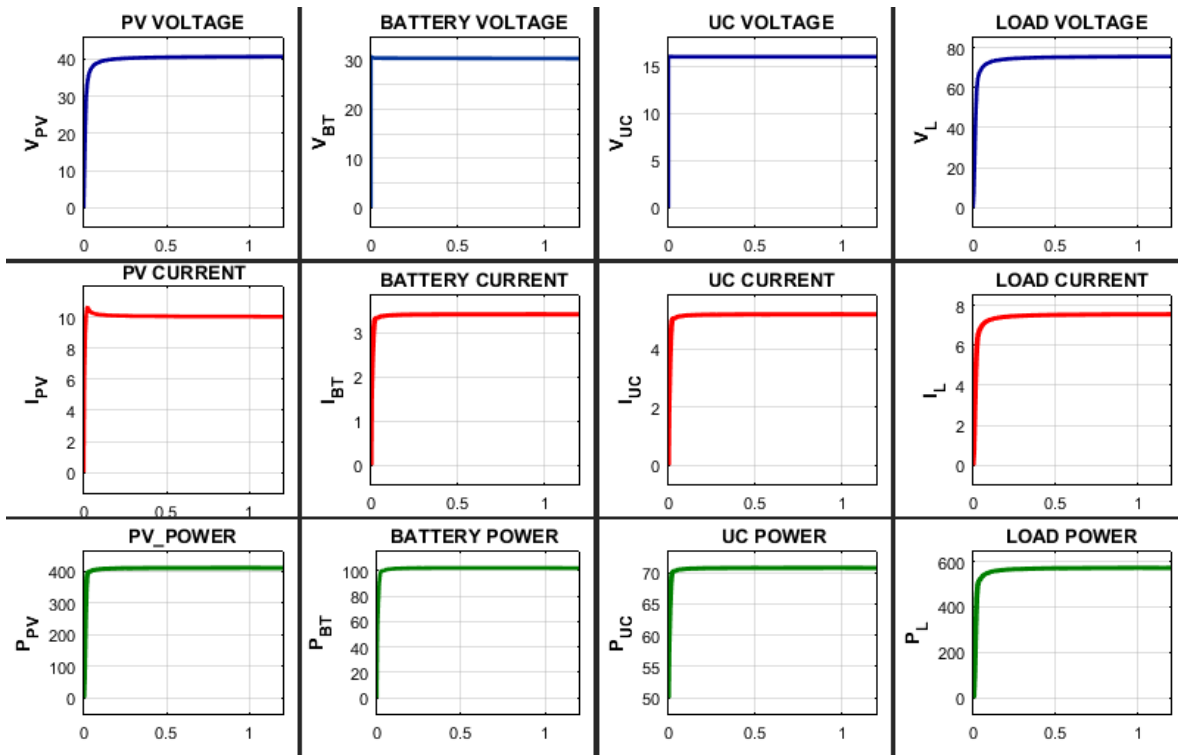 PV VOLTAGE
V_PV
40
30
20
10
0
0 0.5 1
BATTERY VOLTAGE
V_BT
30
20
10
0
0 0.5 1
UC VOLTAGE
V_UC
15
10
5
0
0 0.5 1
LOAD VOLTAGE
V_L
80
60
40
20
0
0 0.5 1
PV CURRENT
I_PV
10
8
6
4
2
0
0 0.5 1
BATTERY CURRENT
I_BT
3
2
1
0
0 0.5 1
UC CURRENT
I_UC
4
2
0
0 0.5 1
LOAD CURRENT
I_L
8
6
4
2
0
0 0.5 1
PV_POWER
P_PV
400
300
200
100
0
0 0.5 1
BATTERY POWER
P_BT
100
80
60
40
20
0
0 0.5 1
UC POWER
P_UC
70
65
60
55
50
0 0.5 1
LOAD POWER
P_L
600
400
200
0
0 0.5 1